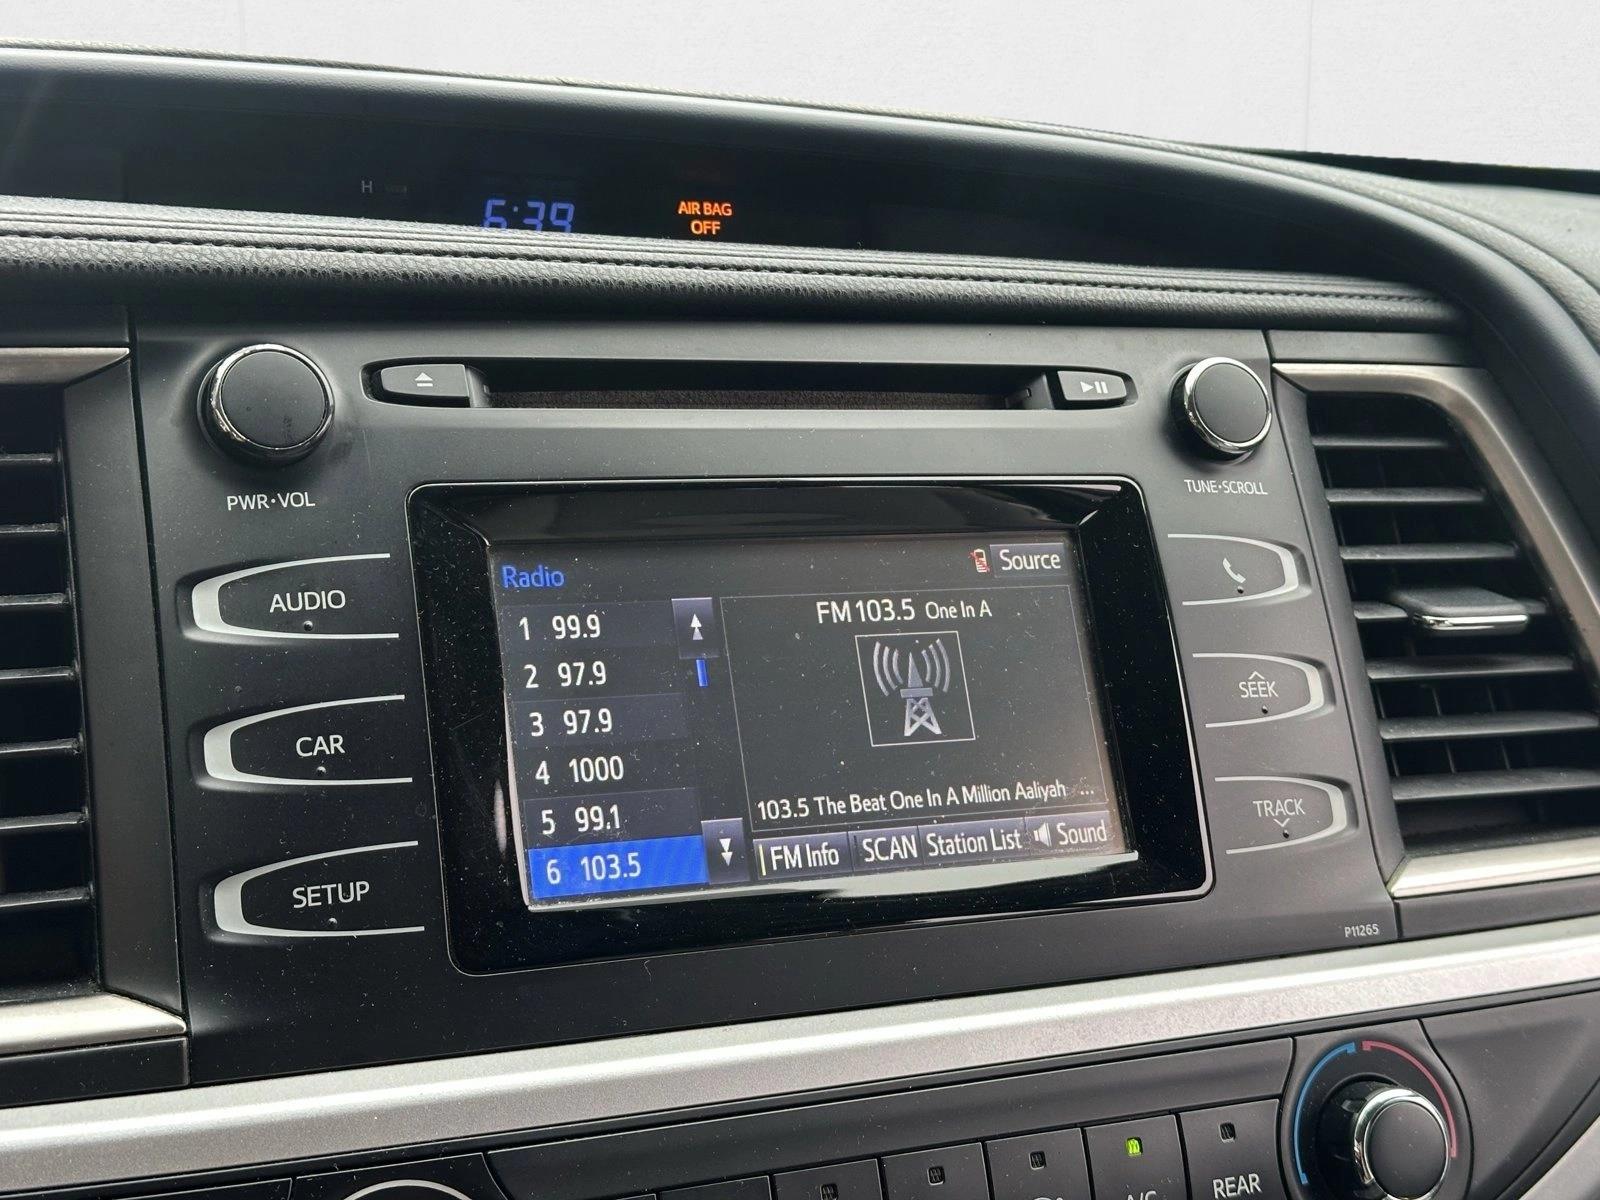 H
6:39
AIR BAG
OFF
PWR•VOL
TUNE•SCROLL
AUDIO
CAR
SETUP
Radio
Source
1 99.9
2 97.9
3 97.9
4 1000
5 99.1
6 103.5
FM 103.5 One In A
103.5 The Beat One In A Million Aaliyah ...
FM Info
SCAN
Station List
Sound
SEEK
TRACK
P11265
A/C
REAR